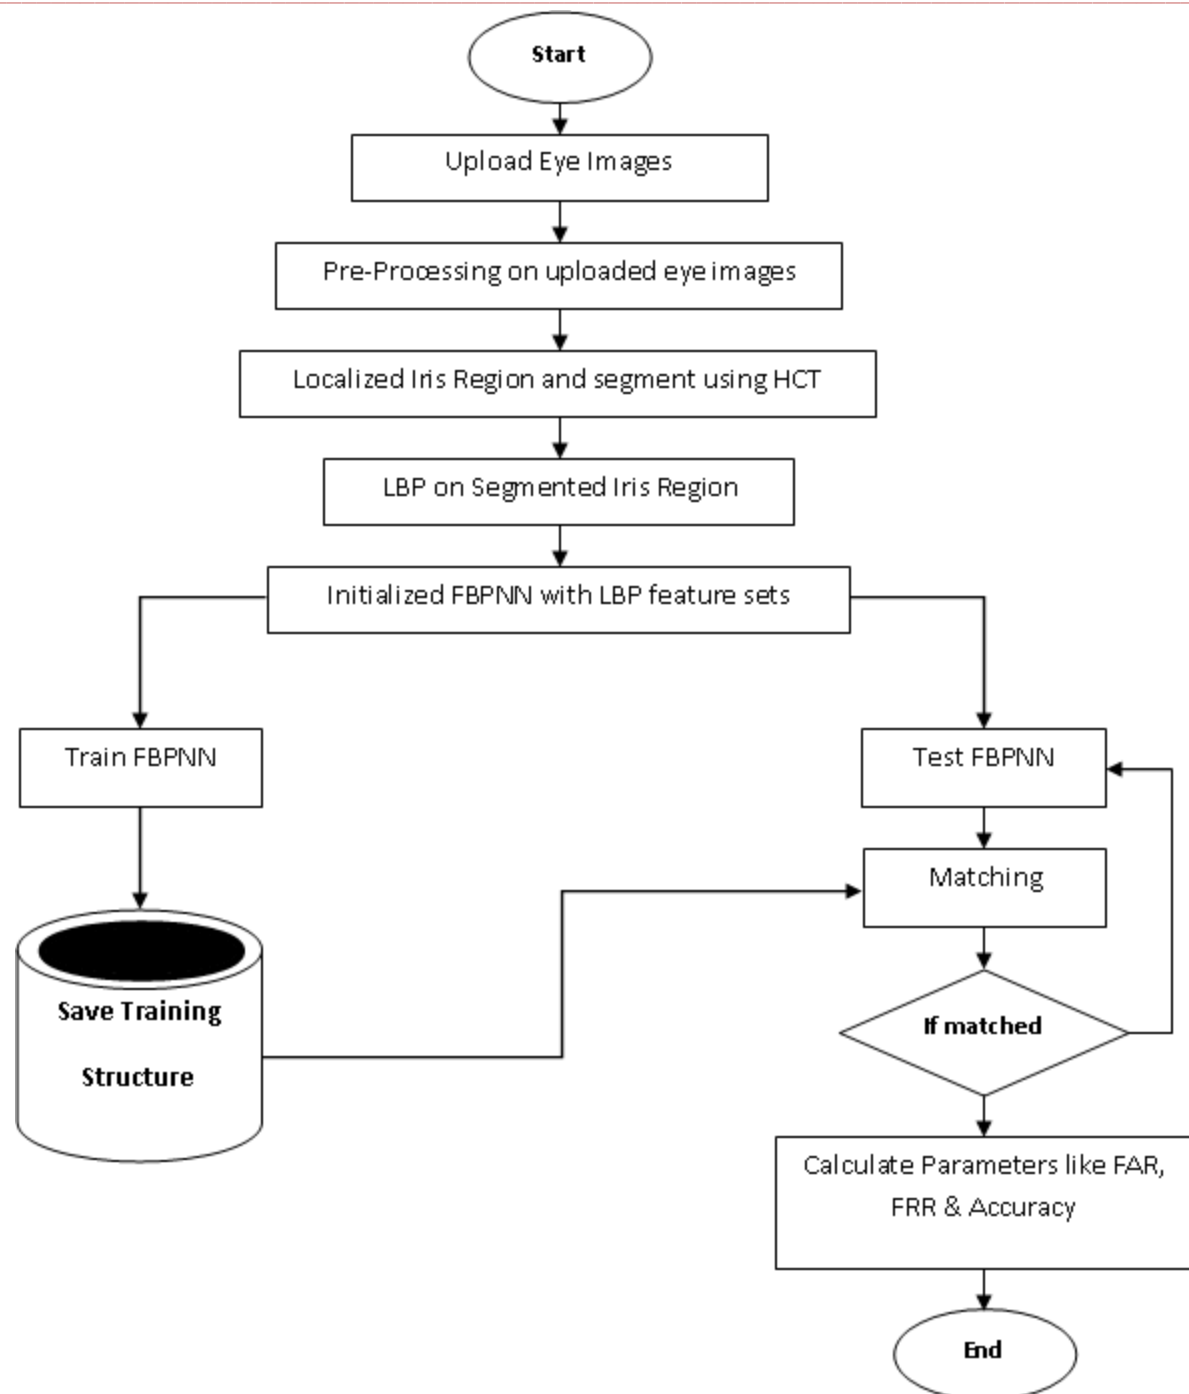 Start
Upload Eye Images
Pre-Processing on uploaded eye images
Localized Iris Region and segment using HCT
LBP on Segmented Iris Region
Initialized FBPNN with LBP feature sets
Train FBPNN
Test FBPNN
Matching
Save Training
Structure
If matched
Calculate Parameters like FAR,
FRR & Accuracy
End